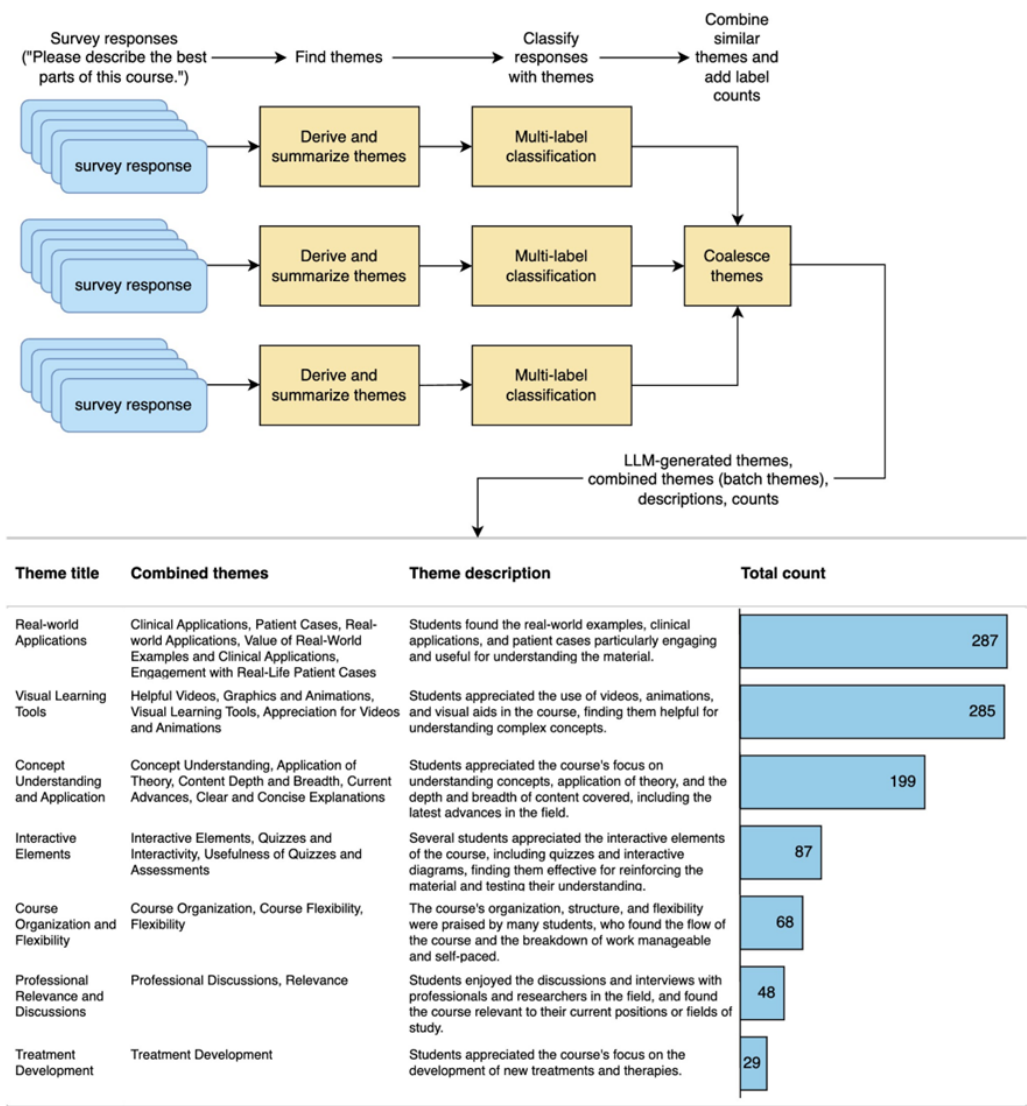 Survey responses
("Please describe the best
parts of this course.")
Find themes
Classify
responses
with themes
Combine
similar
themes and
add label
counts
survey response
Derive and
summarize themes
Multi-label
classification
survey response
Derive and
summarize themes
Multi-label
classification
Coalesce
themes
survey response
Derive and
summarize themes
Multi-label
classification
LLM-generated themes,
combined themes (batch themes),
descriptions, counts
Theme title
Combined themes
Theme description
Total count
Real-world
Applications
Clinical Applications, Patient Cases, Real-
world Applications, Value of Real-World
Examples and Clinical Applications,
Engagement with Real-Life Patient Cases
Students found the real-world examples, clinical
applications, and patient cases particularly engaging
and useful for understanding the material.
287
Visual Learning
Tools
Helpful Videos, Graphics and Animations,
Visual Learning Tools, Appreciation for Videos
and Animations
Students appreciated the use of videos, animations,
and visual aids in the course, finding them helpful for
understanding complex concepts.
285
Concept
Understanding
and Application
Concept Understanding, Application of
Theory, Content Depth and Breadth, Current
Advances, Clear and Concise Explanations
Students appreciated the course's focus on
understanding concepts, application of theory, and the
depth and breadth of content covered, including the
latest advances in the field.
199
Interactive
Elements
Interactive Elements, Quizzes and
Interactivity, Usefulness of Quizzes and
Assessments
Several students appreciated the interactive elements
of the course, including quizzes and interactive
diagrams, finding them effective for reinforcing the
material and testing their understanding.
87
Course
Organization and
Flexibility
Course Organization, Course Flexibility,
Flexibility
The course's organization, structure, and flexibility
were praised by many students, who found the flow of
the course and the breakdown of work manageable
and self-paced.
68
Professional
Relevance and
Discussions
Professional Discussions, Relevance
Students enjoyed the discussions and interviews with
professionals and researchers in the field, and found
the course relevant to their current positions or fields of
study.
48
Treatment
Development
Treatment Development
Students appreciated the course's focus on the
development of new treatments and therapies.
29